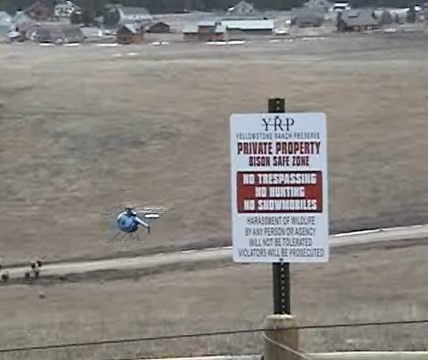 YRP
YELLOWSTONE RANCH PRESERVE
PRIVATE PROPERTY
BISON SAFE ZONE
NO TRESPASSING
NO HUNTING
NO SNOWMOBILES
HARASSMENT OF WILDLIFE
BY ANY PERSON OR AGENCY
WILL NOT BE TOLERATED
VIOLATORS WILL BE PROSECUTED